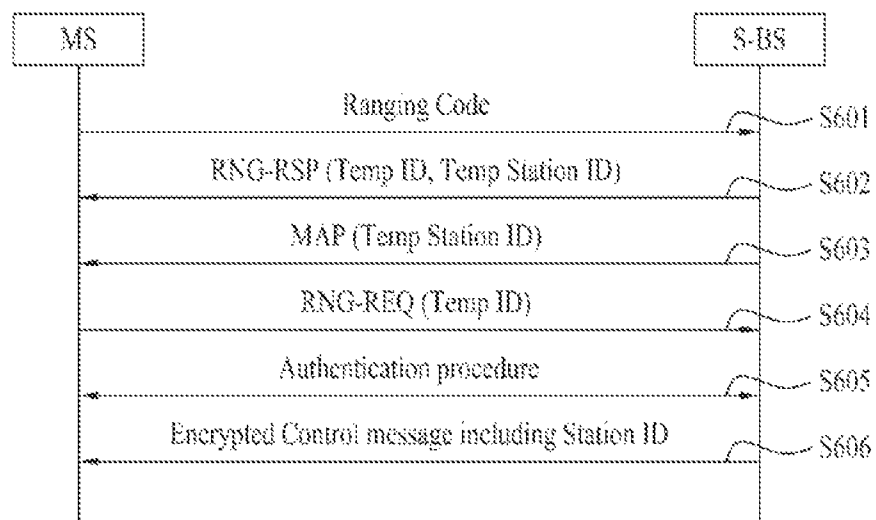 MS
S-BS
Ranging Code
S601
RNG-RSP (Temp ID, Temp Station ID)
S602
MAP (Temp Station ID)
S603
RNG-REQ (Temp ID)
S604
Authentication procedure
S605
Encrypted Control message including Station ID
S606